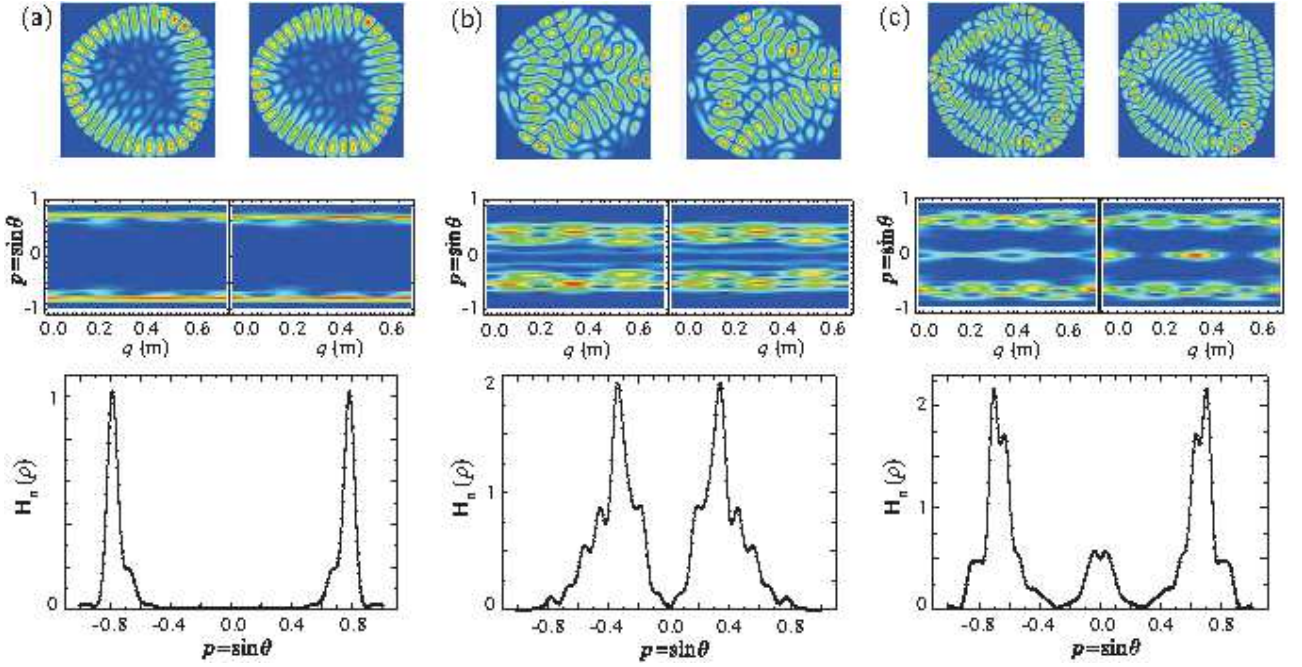 (a) (b) (c)
p=sinθ 1 0 -1
0.0 0.2 0.4 0.6 0.0 0.2 0.4 0.6
q (m) q (m)
p=sinθ 1 0 -1
0.0 0.2 0.4 0.6 0.0 0.2 0.4 0.6
q (m) q (m)
p=sinθ 1 0 -1
0.0 0.2 0.4 0.6 0.0 0.2 0.4 0.6
q (m) q (m)
Hn(ρ) 1 0
-0.8 -0.4 0.0 0.4 0.8
p=sinθ
Hn(ρ) 2 1 0
-0.8 -0.4 0.0 0.4 0.8
p=sinθ
Hn(ρ) 2 1 0
-0.8 -0.4 0.0 0.4 0.8
p=sinθ